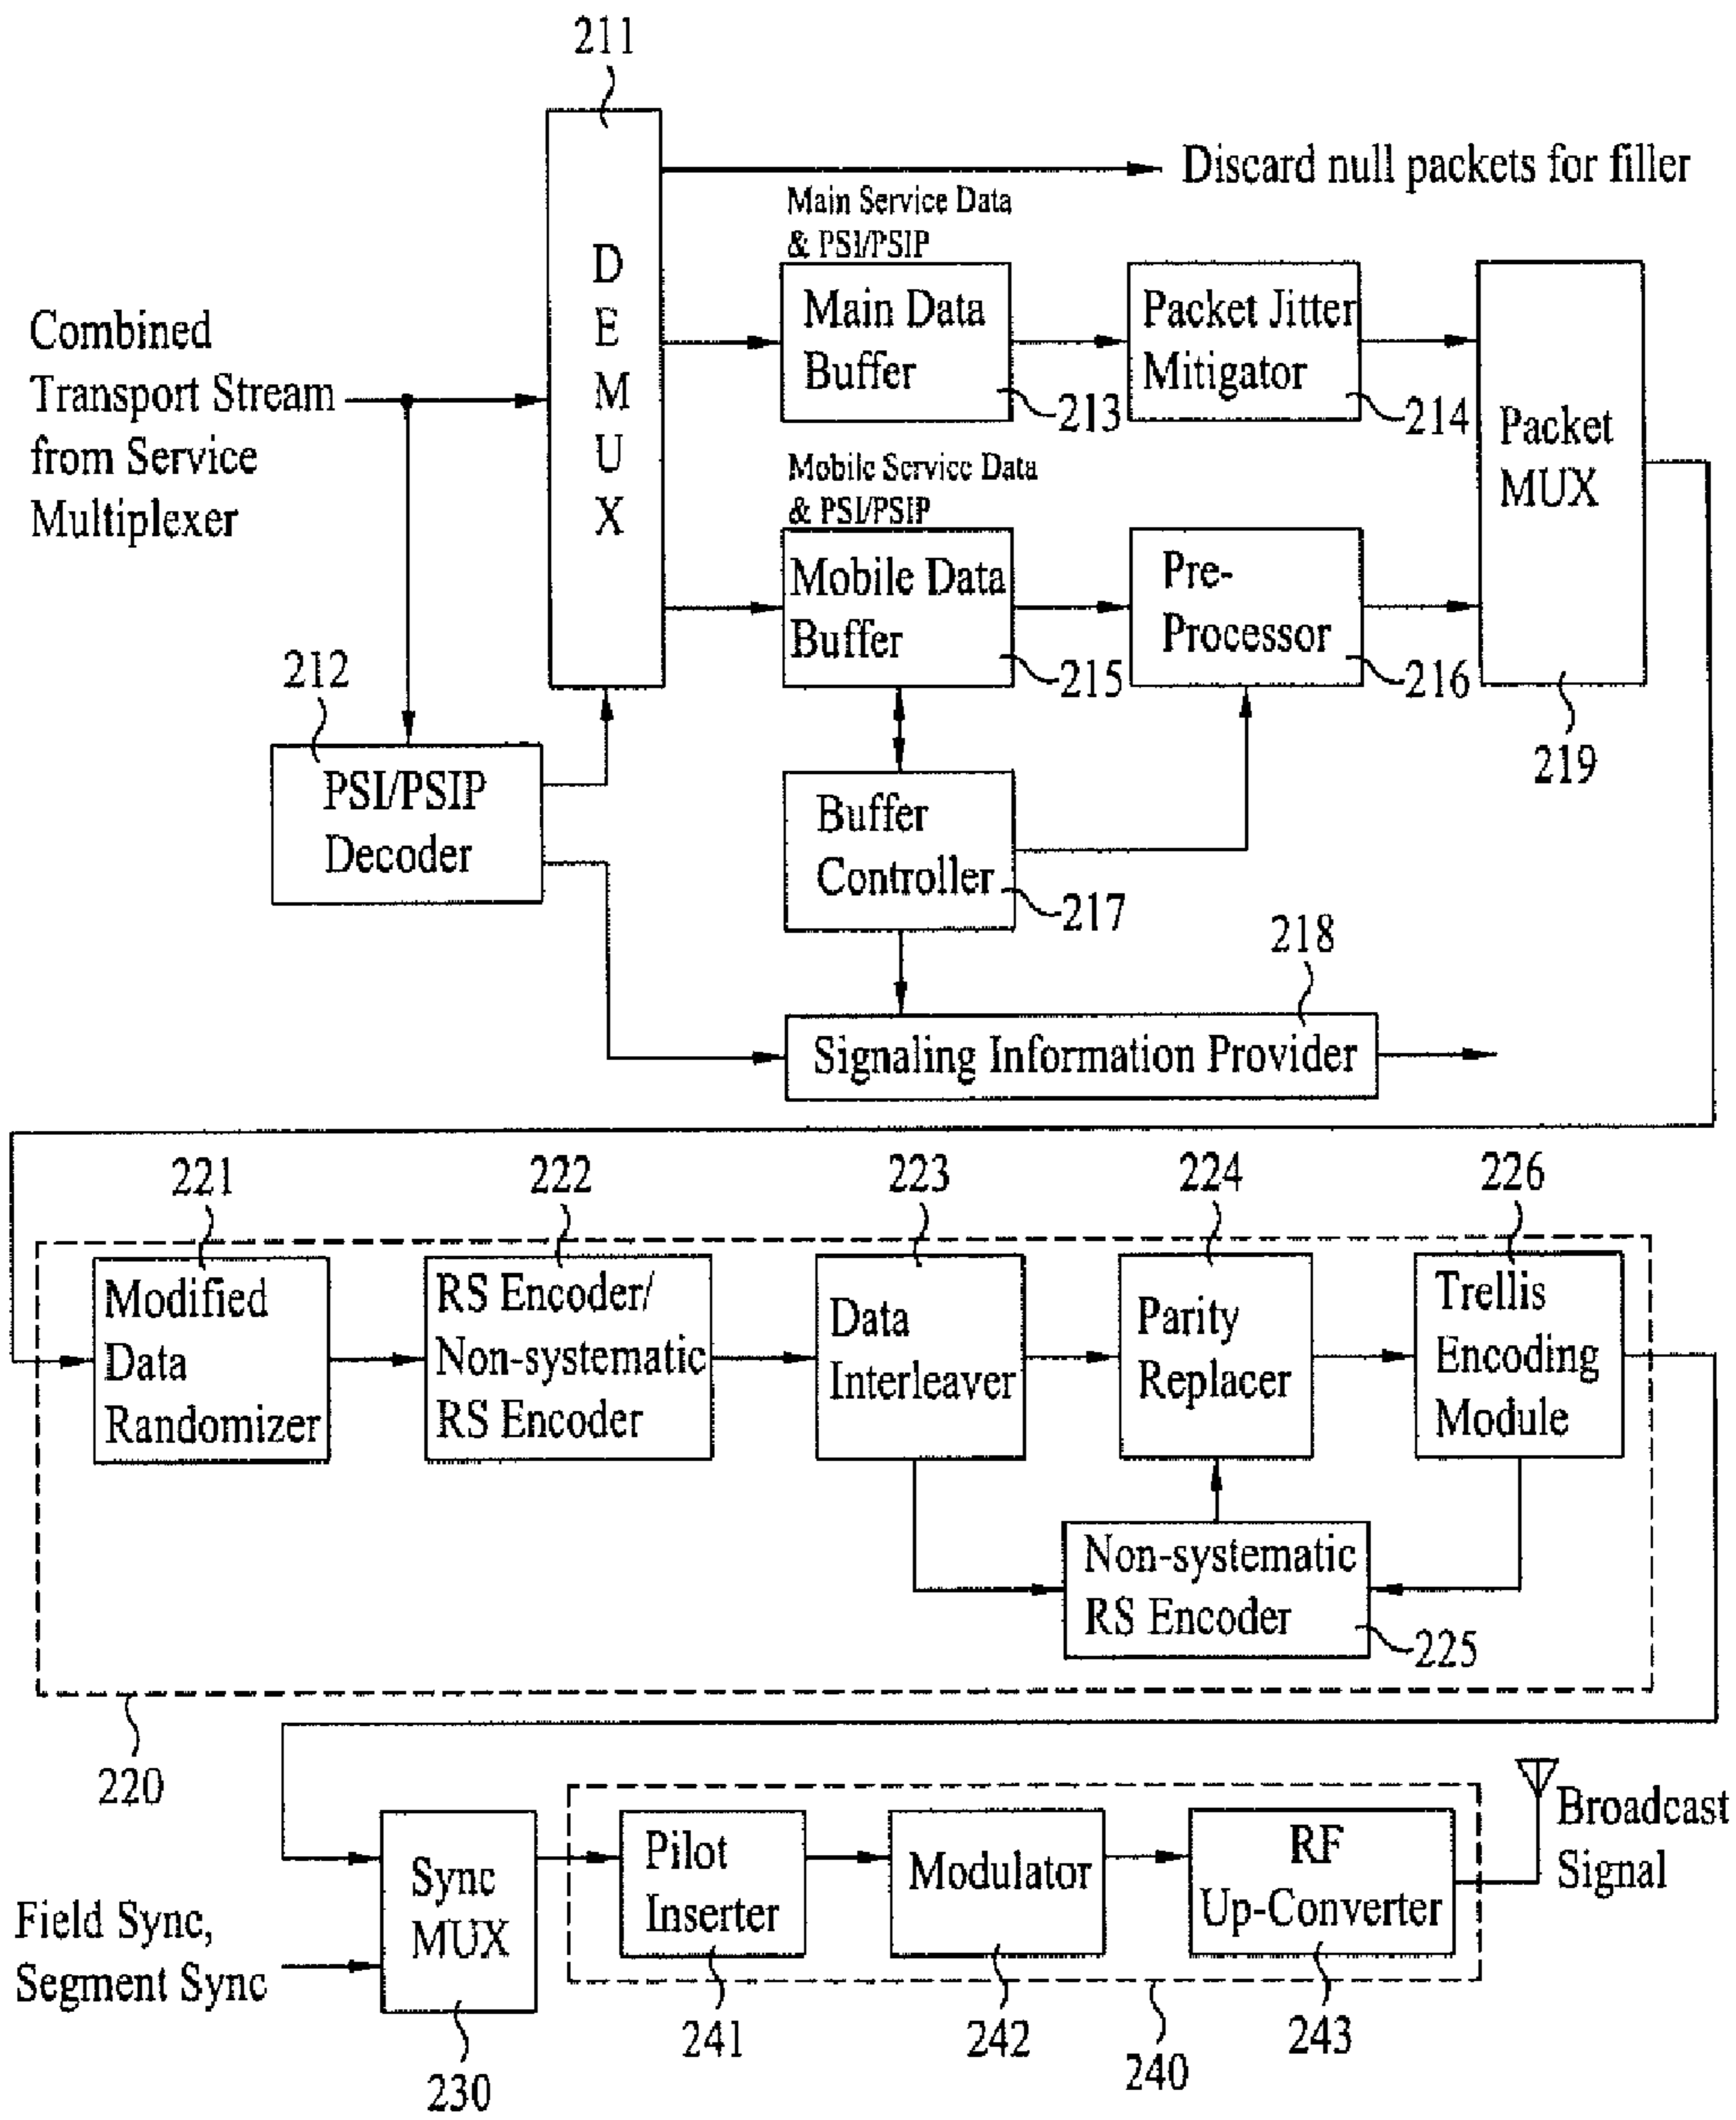 211
Discard null packets for filler
Main Service Data
& PSI/PSIP
D
E
M
U
X
Main Data
Buffer
213
Packet Jitter
Mitigator
214
Packet
MUX
219
Combined
Transport Stream
from Service
Multiplexer
Mobile Service Data
& PSI/PSIP
Mobile Data
Buffer
215
Pre-
Processor
216
212
PSI/PSIP
Decoder
Buffer
Controller
217
218
Signaling Information Provider
221
222
223
224
226
Modified
Data
Randomizer
RS Encoder/
Non-systematic
RS Encoder
Data
Interleaver
Parity
Replacer
Trellis
Encoding
Module
Non-systematic
RS Encoder
225
220
Sync
MUX
Field Sync,
Segment Sync
230
Pilot
Inserter
241
Modulator
242
RF
Up-Converter
243
240
Broadcast
Signal